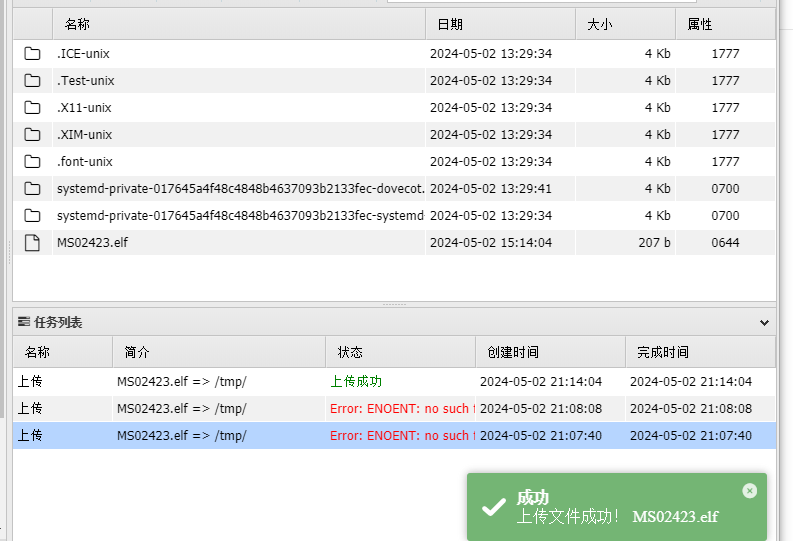 名称 日期 大小 属性
.ICE-unix 2024-05-02 13:29:34 4 Kb 1777
.Test-unix 2024-05-02 13:29:34 4 Kb 1777
.X11-unix 2024-05-02 13:29:34 4 Kb 1777
.XIM-unix 2024-05-02 13:29:34 4 Kb 1777
.font-unix 2024-05-02 13:29:34 4 Kb 1777
systemd-private-017645a4f48c4848b4637093b2133fec-dovecot. 2024-05-02 13:29:41 4 Kb 0700
systemd-private-017645a4f48c4848b4637093b2133fec-systemd- 2024-05-02 13:29:34 4 Kb 0700
MS02423.elf 2024-05-02 15:14:04 207 b 0644
任务列表
名称 简介 状态 创建时间 完成时间
上传 MS02423.elf => /tmp/ 上传成功 2024-05-02 21:14:04 2024-05-02 21:14:04
上传 MS02423.elf => /tmp/ Error: ENOENT: no such 2024-05-02 21:08:08 2024-05-02 21:08:08
上传 MS02423.elf => /tmp/ Error: ENOENT: no such 2024-05-02 21:07:40 2024-05-02 21:07:40
成功
上传文件成功！ MS02423.elf